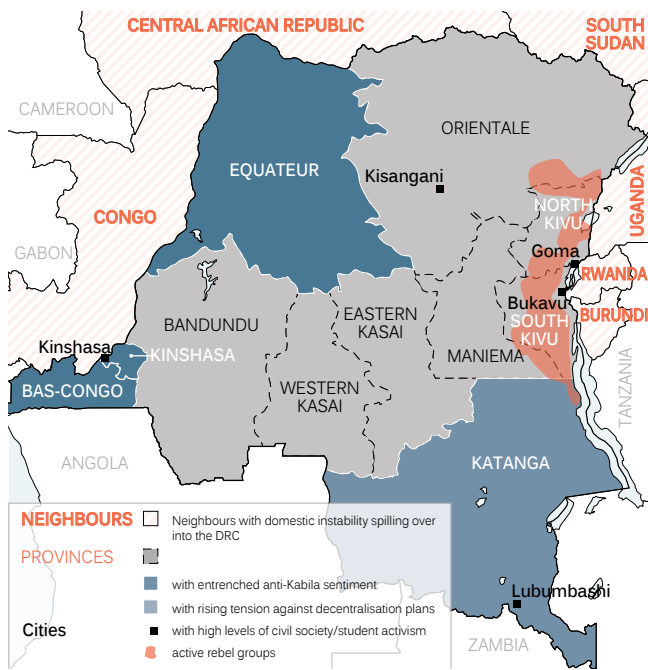 CENTRAL AFRICAN REPUBLIC
SOUTH
SUDAN
CAMEROON
ORIENTALE
EQUATEUR
Kisangani
NORTH
KIVU
UGANDA
CONGO
GABON
Goma
RWANDA
Bukavu
BURUNDI
SOUTH
KIVU
EASTERN
KASAI
BANDUNDU
Kinshasa
KINSHASA
MANIEMA
WESTERN
KASAI
BAS-CONGO
TANZANIA
ANGOLA
KATANGA
Lubumbashi
ZAMBIA
NEIGHBOURS
Neighbours with domestic instability spilling over
into the DRC
PROVINCES
with entrenched anti-Kabila sentiment
with rising tension against decentralisation plans
Cities
with high levels of civil society/student activism
active rebel groups